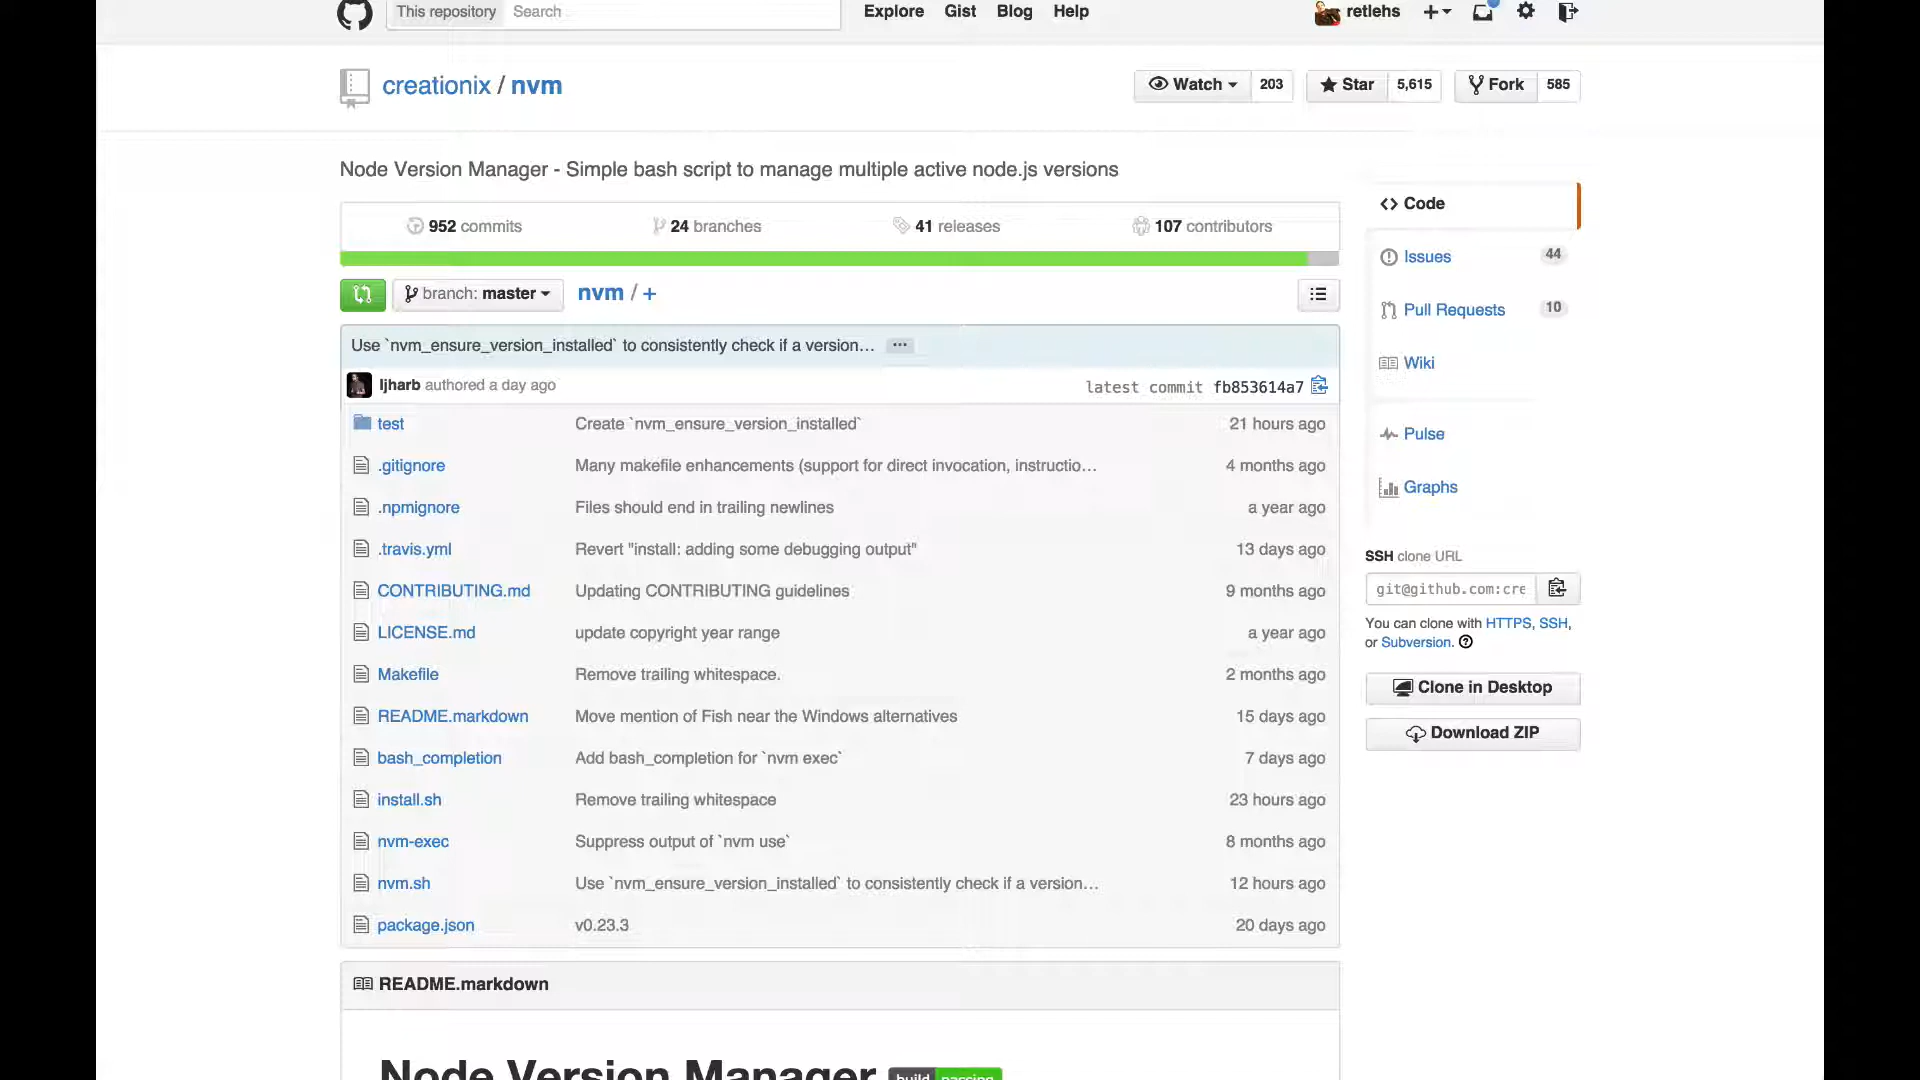 This repository Search Explore Gist Blog Help retlehs
creationix / nvm Watch 203 Star 5,615 Fork 585
Node Version Manager - Simple bash script to manage multiple active node.js versions
952 commits 24 branches 41 releases 107 contributors
branch: master nvm / +
Use `nvm_ensure_version_installed` to consistently check if a version… ...
ljharb authored a day ago latest commit fb853614a7
test Create `nvm_ensure_version_installed` 21 hours ago
.gitignore Many makefile enhancements (support for direct invocation, instructio… 4 months ago
.npmignore Files should end in trailing newlines a year ago
.travis.yml Revert "install: adding some debugging output" 13 days ago
CONTRIBUTING.md Updating CONTRIBUTING guidelines 9 months ago
LICENSE.md update copyright year range a year ago
Makefile Remove trailing whitespace. 2 months ago
README.markdown Move mention of Fish near the Windows alternatives 15 days ago
bash_completion Add bash_completion for `nvm exec` 7 days ago
install.sh Remove trailing whitespace 23 hours ago
nvm-exec Suppress output of `nvm use` 8 months ago
nvm.sh Use `nvm_ensure_version_installed` to consistently check if a version… 12 hours ago
package.json v0.23.3 20 days ago
README.markdown
Node Version Manager build passing
Code
Issues 44
Pull Requests 10
Wiki
Pulse
Graphs
SSH clone URL
git@github.com:cre
You can clone with HTTPS, SSH,
or Subversion.
Clone in Desktop
Download ZIP